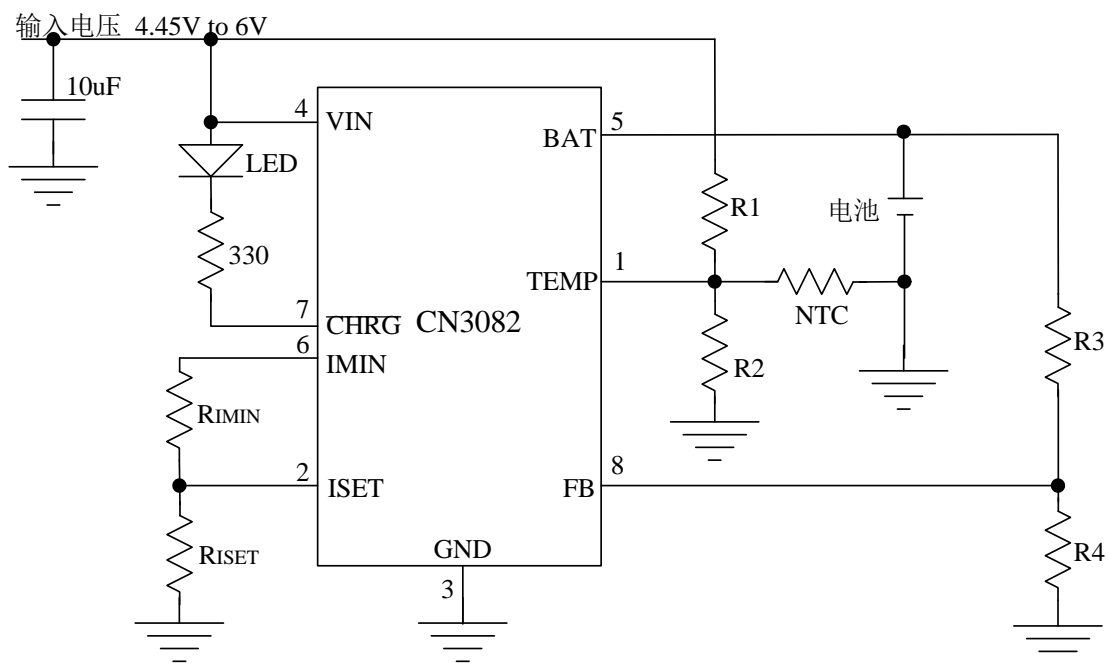 输入电压 4.45V to 6V
10uF
4
VIN
LED
330
7
CHRG
CN3082
6
IMIN
RIMIN
2
ISET
RISET
GND
3
BAT
5
R1
电池
TEMP
1
NTC
R2
R3
FB
8
R4